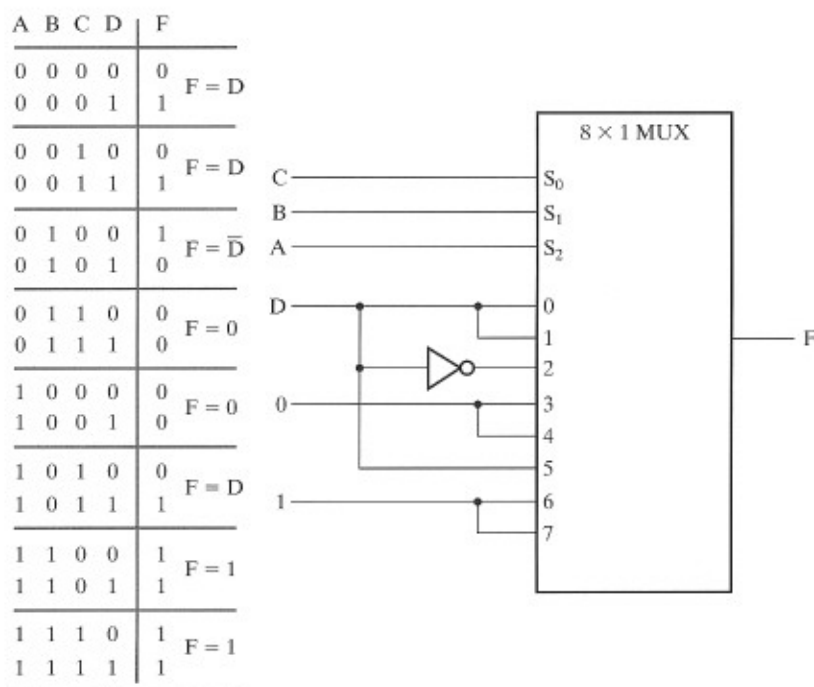 A B C D F
0 0 0 0 0
F = D
0 0 0 1 1
0 0 1 0 0
F = D
0 0 1 1 1
0 1 0 0 1
F = D̅
0 1 0 1 0
0 1 1 0 0
F = 0
0 1 1 1 0
1 0 0 0 0
F = 0
1 0 0 1 0
1 0 1 0 0
F = D
1 0 1 1 1
1 1 0 0 1
F = 1
1 1 0 1 1
1 1 1 0 1
F = 1
1 1 1 1 1
8 × 1 MUX
C S₀
B S₁
A S₂
D 0
1
F
2
0 3
4
5
1 6
7